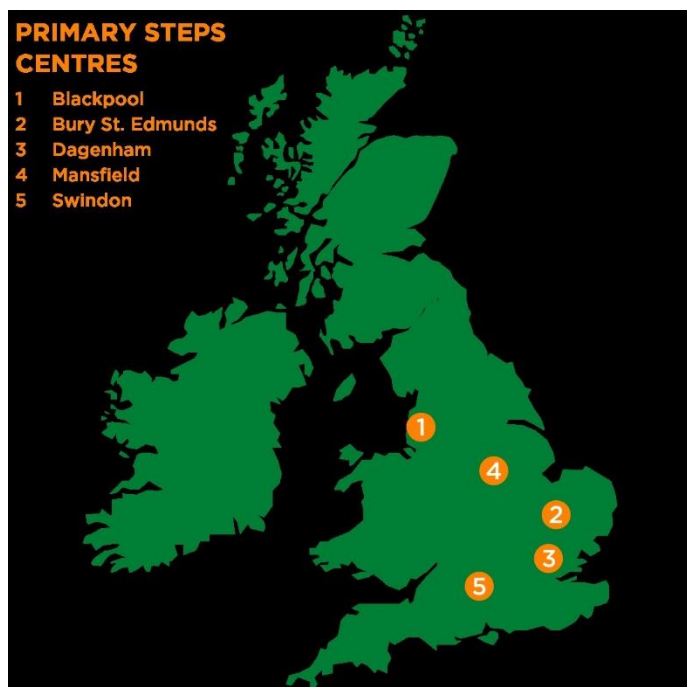 PRIMARY STEPS
CENTRES
1 Blackpool
2 Bury St. Edmunds
3 Dagenham
4 Mansfield
5 Swindon
1
4
2
3
5